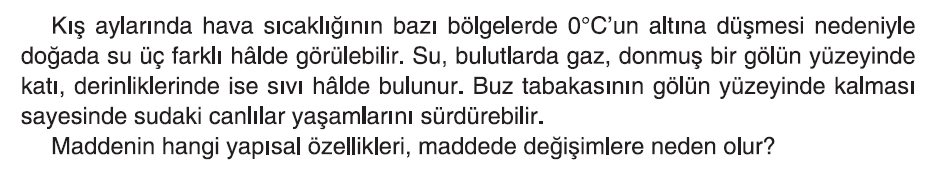 Kış aylarında hava sıcaklığının bazı bölgelerde 0°C'un altına düşmesi nedeniyle
doğada su üç farklı hâlde görülebilir. Su, bulutlarda gaz, donmuş bir gölün yüzeyinde
katı, derinliklerinde ise sıvı hâlde bulunur. Buz tabakasının gölün yüzeyinde kalması
sayesinde sudaki canlılar yaşamlarını sürdürebilir.
Maddenin hangi yapısal özellikleri, maddede değişimlere neden olur?